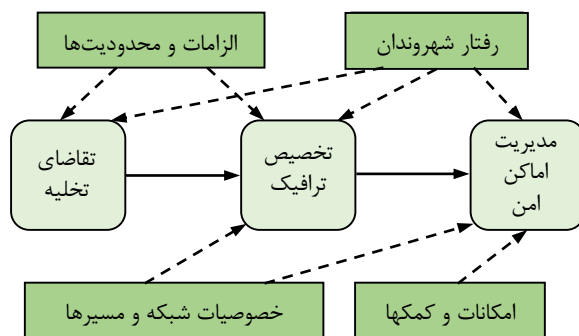 رفتار شهروندان
الزامات و محدودیت‌ها
مدیریت
اماکن
امن
تخصیص
ترافیک
تقاضای
تخلیه
امکانات و کمکها
خصوصیات شبکه و مسیرها